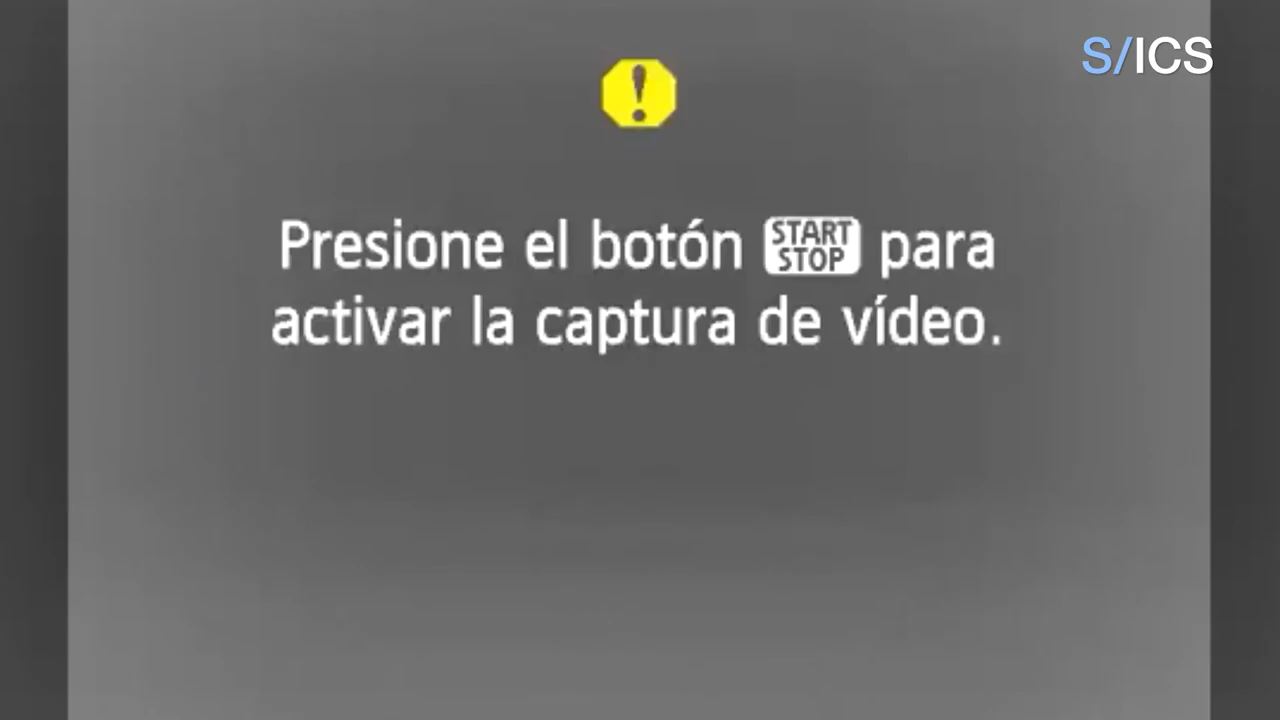 S/ICS
!
Presione el botón START STOP para
activar la captura de vídeo.